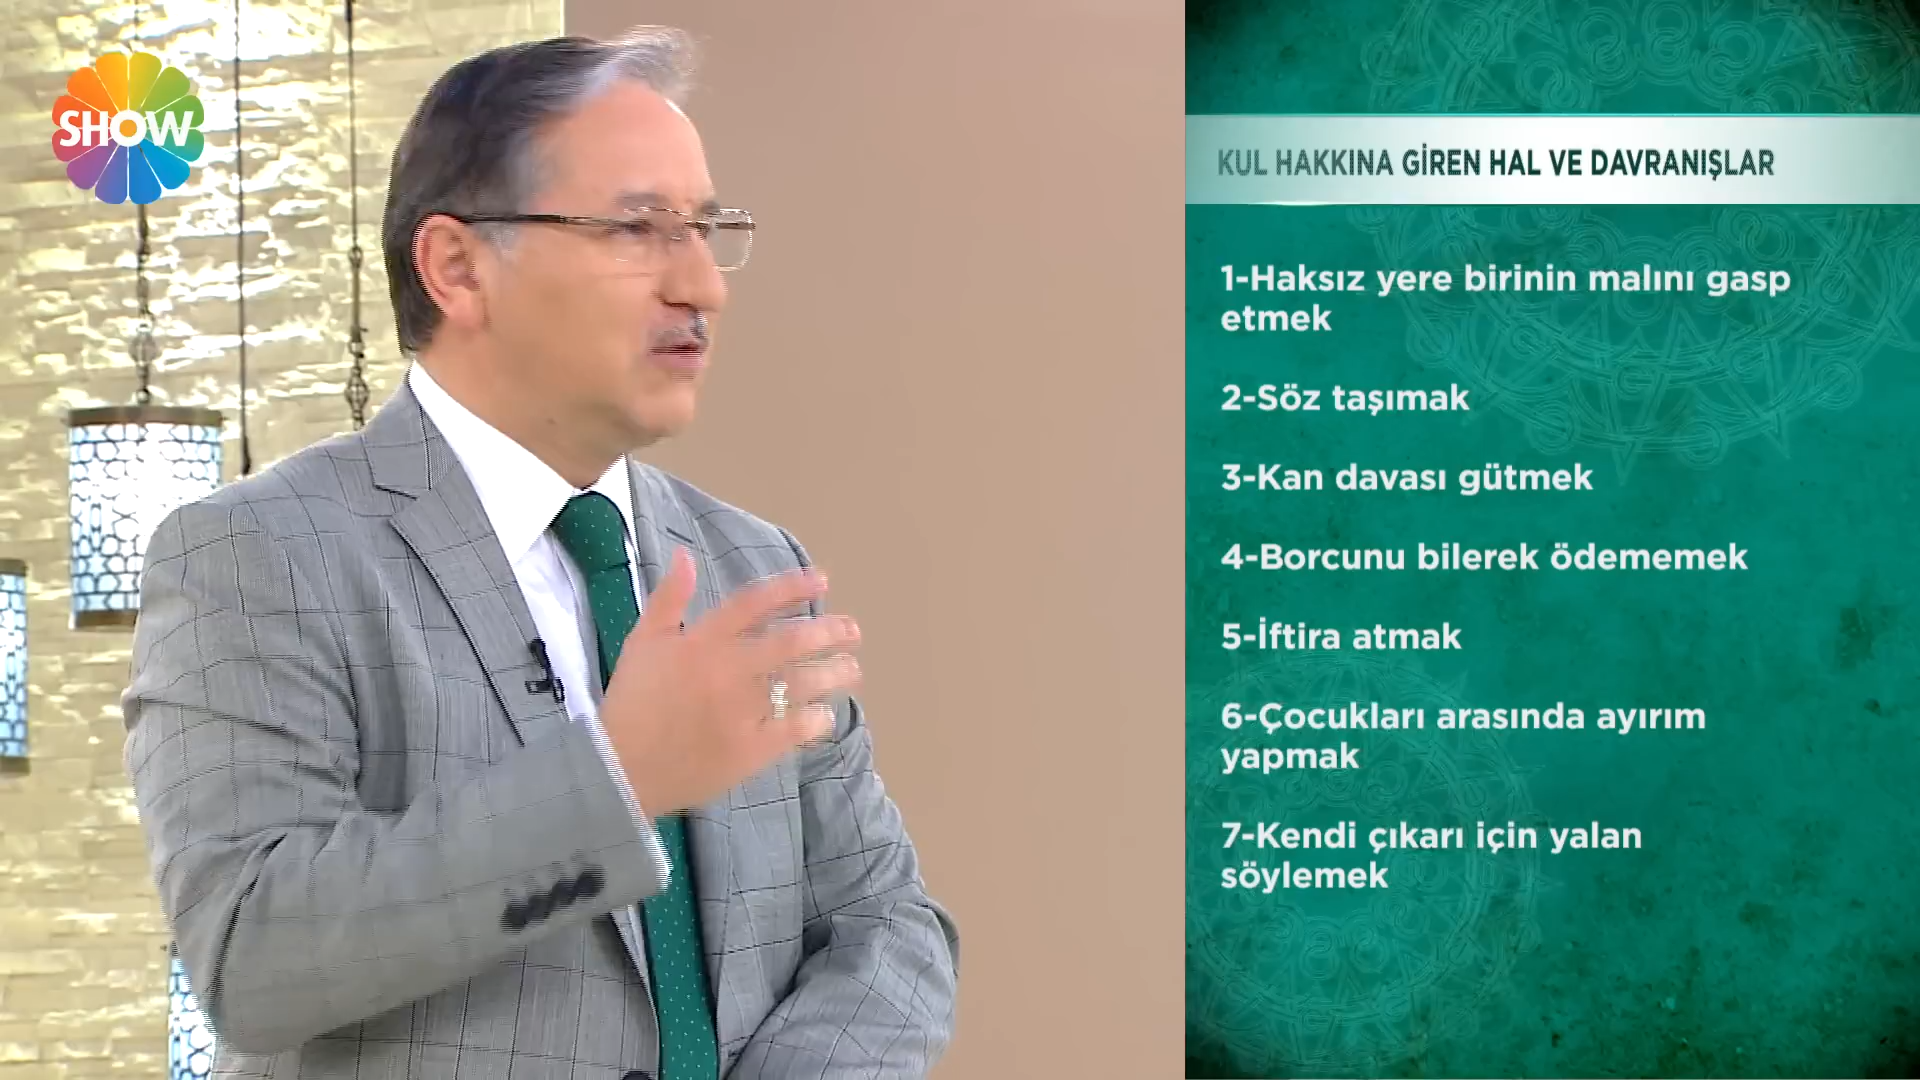 SHOW
KUL HAKKINA GİREN HAL VE DAVRANIŞLAR
1-Haksız yere birinin malını gasp
etmek
2-Söz taşımak
3-Kan davası gütmek
4-Borcunu bilerek ödememek
5-İftira atmak
6-Çocukları arasında ayırım
yapmak
7-Kendi çıkarı için yalan
söylemek